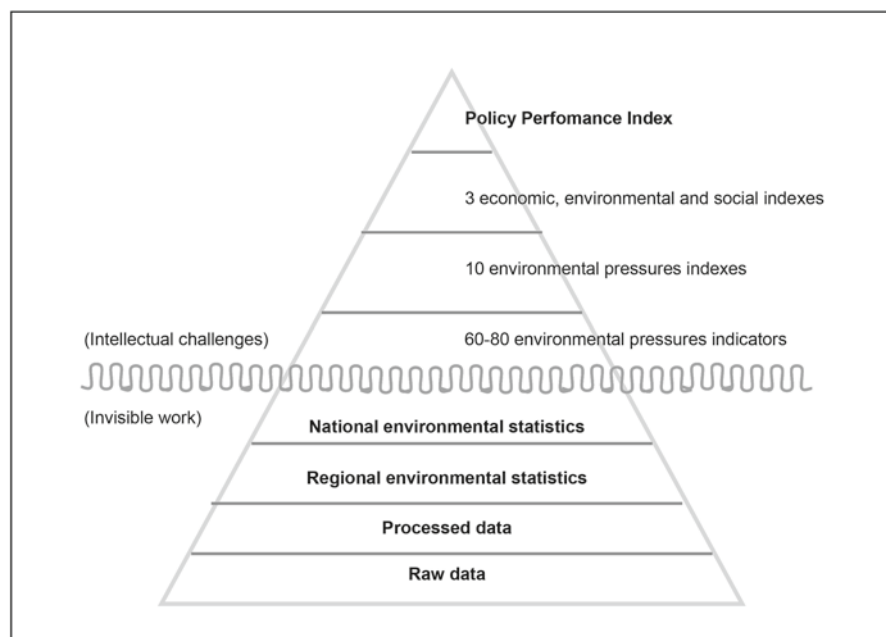 Policy Perfomance Index
3 economic, environmental and social indexes
10 environmental pressures indexes
(Intellectual challenges)
60-80 environmental pressures indicators
(Invisible work)
National environmental statistics
Regional environmental statistics
Processed data
Raw data